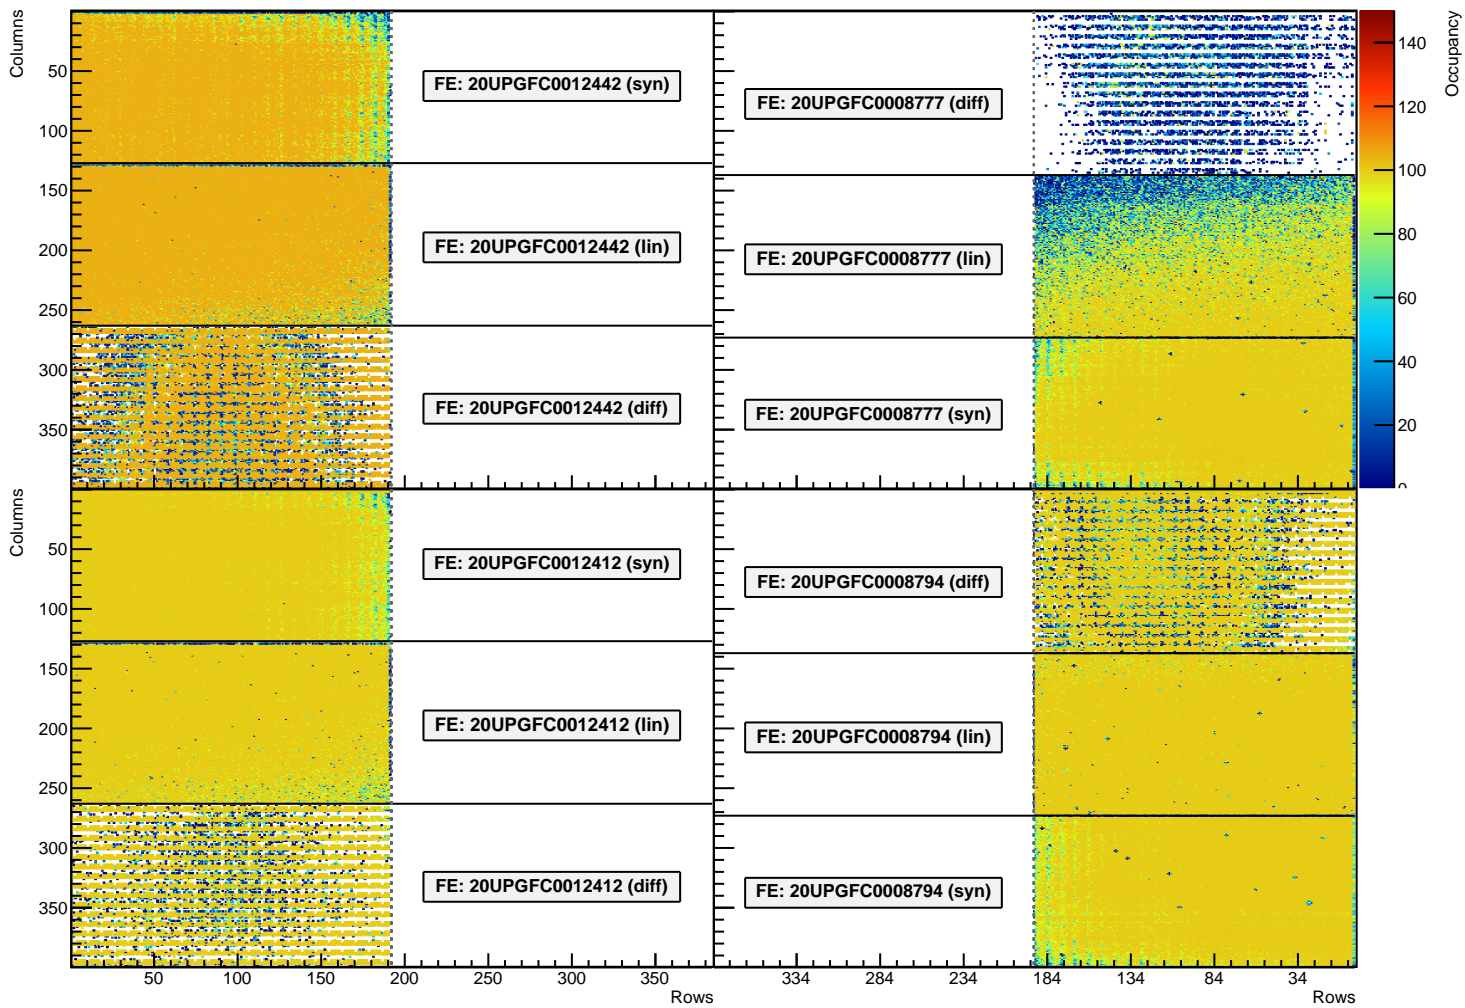 Columns
50
100
150
200
250
300
350
FE: 20UPGFC0012442 (syn)
FE: 20UPGFC0012442 (lin)
FE: 20UPGFC0012442 (diff)
FE: 20UPGFC0008777 (diff)
FE: 20UPGFC0008777 (lin)
FE: 20UPGFC0008777 (syn)
Occupancy
140
120
100
80
60
40
20
0
Columns
50
100
150
200
250
300
350
FE: 20UPGFC0012412 (syn)
FE: 20UPGFC0012412 (lin)
FE: 20UPGFC0012412 (diff)
FE: 20UPGFC0008794 (diff)
FE: 20UPGFC0008794 (lin)
FE: 20UPGFC0008794 (syn)
50 100 150 200 250 300 350
Rows
334 284 234 184 134 84 34
Rows